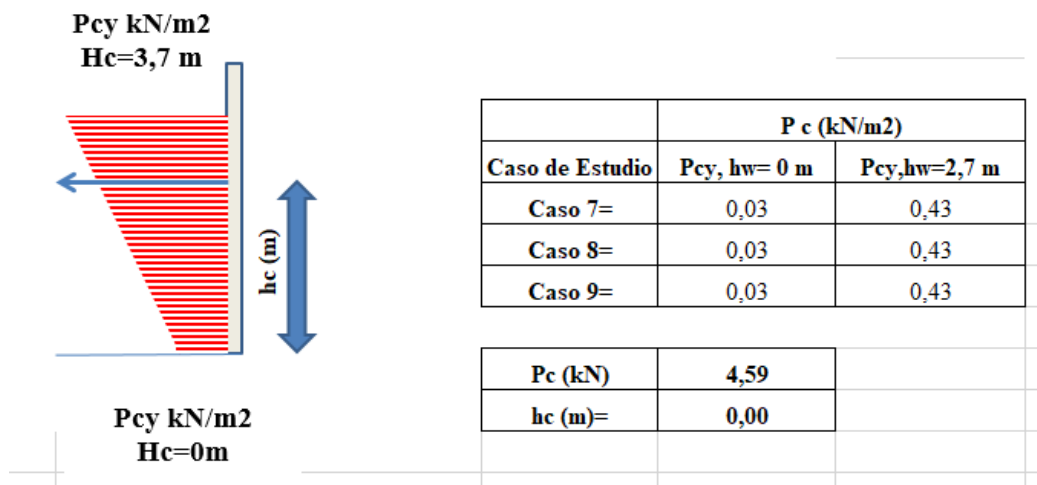 Pcy kN/m2
Hc=3,7 m
hc (m)
Pcy kN/m2
Hc=0m
P c (kN/m2)
Caso de Estudio Pcy, hw= 0 m Pcy,hw=2,7 m
Caso 7= 0,03 0,43
Caso 8= 0,03 0,43
Caso 9= 0,03 0,43
Pc (kN) 4,59
hc (m)= 0,00